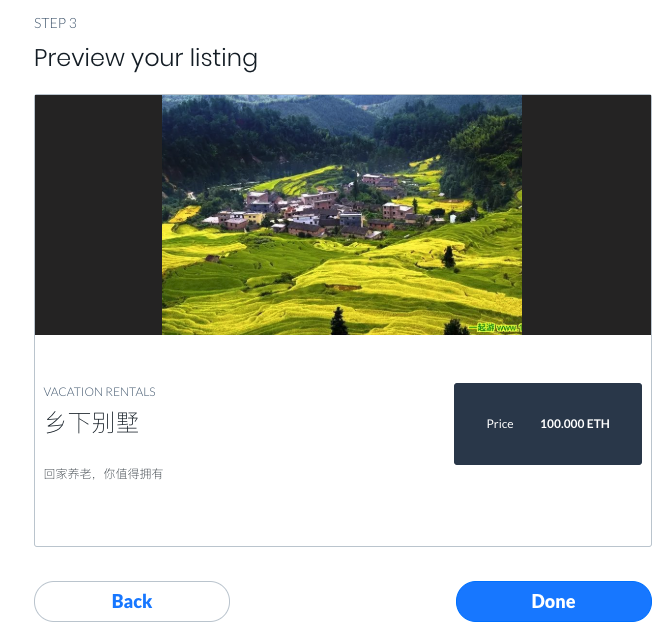 STEP 3
Preview your listing
一起游 www.
VACATION RENTALS
乡下别墅
Price 100.000 ETH
回家养老，你值得拥有
Back Done